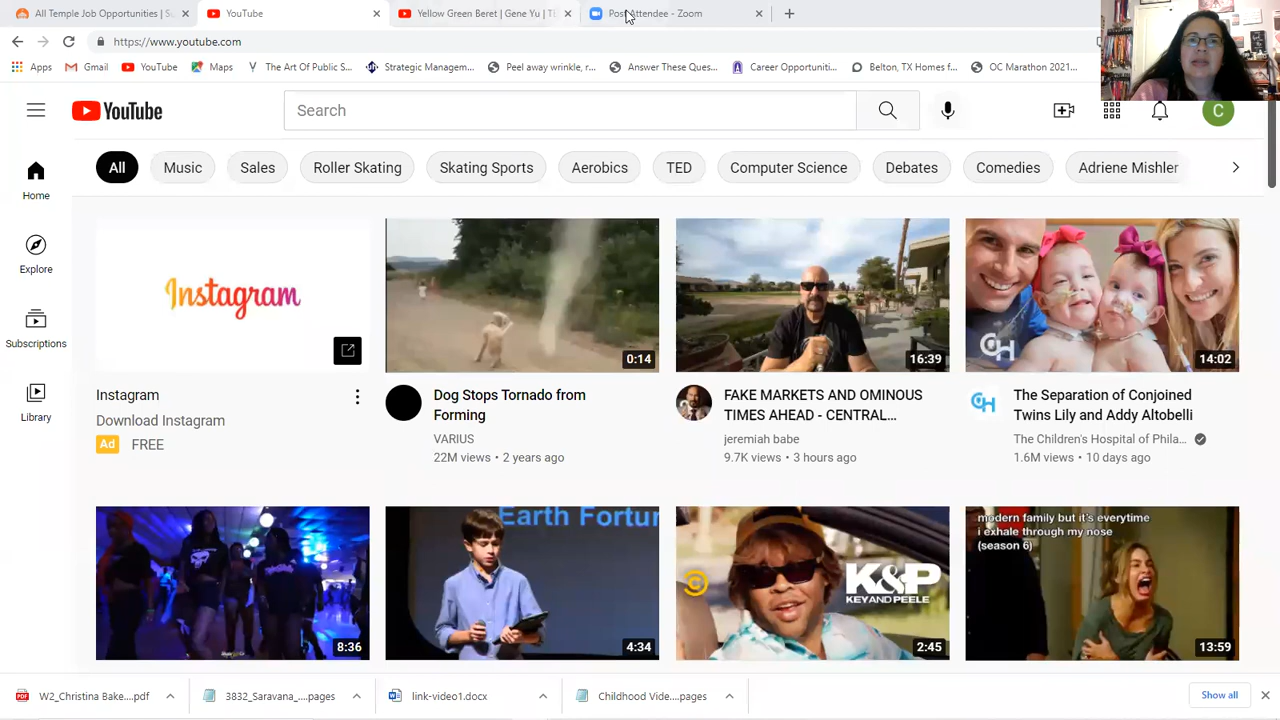 All Temple Job Opportunities | S
YouTube
Yellow Green Beret | Gene Yu | TE
Post Attendee - Zoom
https://www.youtube.com
Apps
Gmail
YouTube
Maps
The Art Of Public S...
Strategic Managem...
Peel away wrinkle, r...
Answer These Que...
Career Opportuniti...
Belton, TX Homes f...
OC Marathon 2021...
YouTube
Search
C
All
Music
Sales
Roller Skating
Skating Sports
Aerobics
TED
Computer Science
Debates
Comedies
Adriene Mishler
Home
Explore
Subscriptions
Library
Instagram
0:14
16:39
14:02
Instagram
Download Instagram
Ad FREE
Dog Stops Tornado from
Forming
VARIUS
22M views • 2 years ago
FAKE MARKETS AND OMINOUS
TIMES AHEAD - CENTRAL...
jeremiah babe
9.7K views • 3 hours ago
The Separation of Conjoined
Twins Lily and Addy Altobelli
The Children's Hospital of Phila...
1.6M views • 10 days ago
8:36
Earth Fortun
4:34
K&P
KEY AND PEELE
2:45
modern family but it's everytime
i exhale through my nose
(season 6)
13:59
W2_Christina Bake....pdf
3832_Saravana_....pages
link-video1.docx
Childhood Vide....pages
Show all